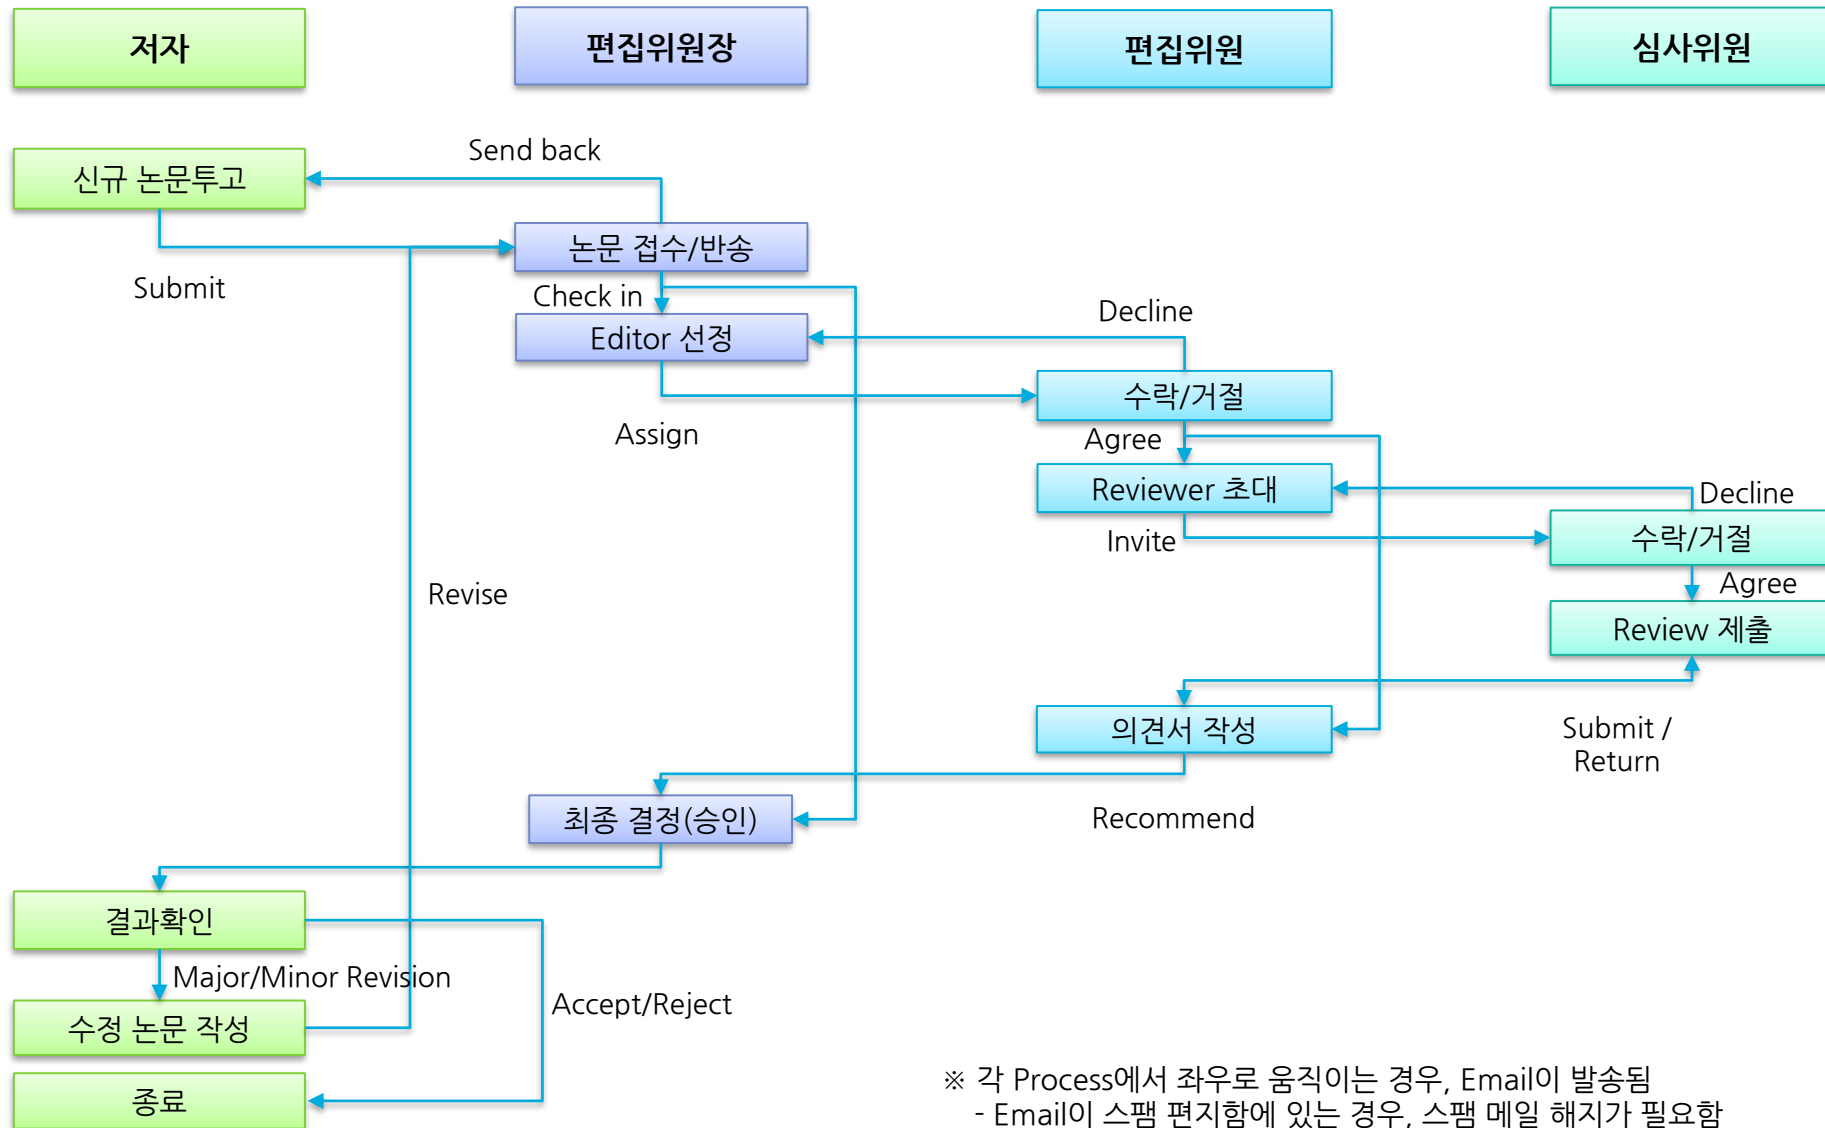 저자
편집위원장
편집위원
심사위원
Send back
신규 논문투고
논문 접수/반송
Submit
Check in
Decline
Editor 선정
수락/거절
Assign
Agree
Reviewer 초대
Decline
Invite
수락/거절
Agree
Revise
Review 제출
의견서 작성
Submit /
Return
최종 결정(승인)
Recommend
결과확인
Major/Minor Revision
Accept/Reject
수정 논문 작성
종료
※ 각 Process에서 좌우로 움직이는 경우, Email이 발송됨
- Email이 스팸 편지함에 있는 경우, 스팸 메일 해지가 필요함